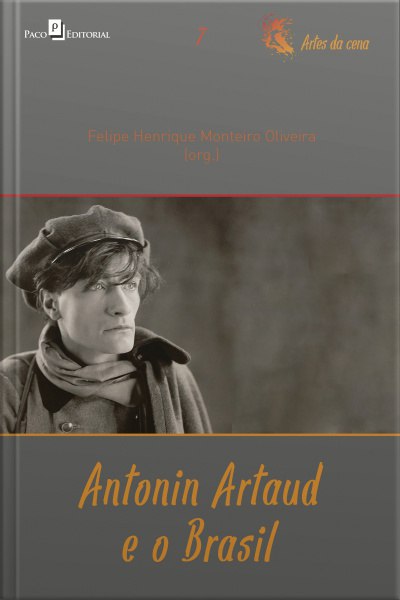 PACO EDITORIAL
7
Artes da cena
Felipe Henrique Monteiro Oliveira
(org.)
Antonin Artaud
e o Brasil